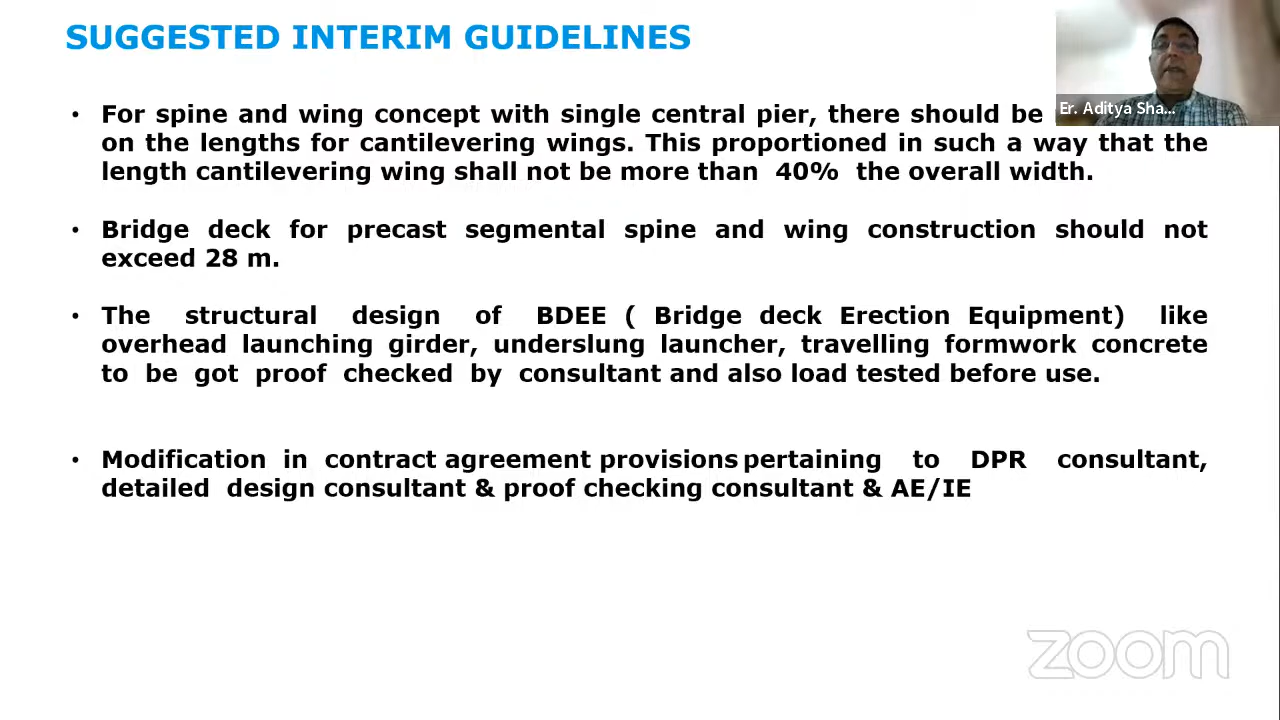 SUGGESTED INTERIM GUIDELINES
Er. Aditya Sha...
• For spine and wing concept with single central pier, there should be
on the lengths for cantilevering wings. This proportioned in such a way that the
length cantilevering wing shall not be more than 40% the overall width.
• Bridge deck for precast segmental spine and wing construction should not
exceed 28 m.
• The structural design of BDEE ( Bridge deck Erection Equipment) like
overhead launching girder, underslung launcher, travelling formwork concrete
to be got proof checked by consultant and also load tested before use.
• Modification in contract agreement provisions pertaining to DPR consultant,
detailed design consultant & proof checking consultant & AE/IE
zoom